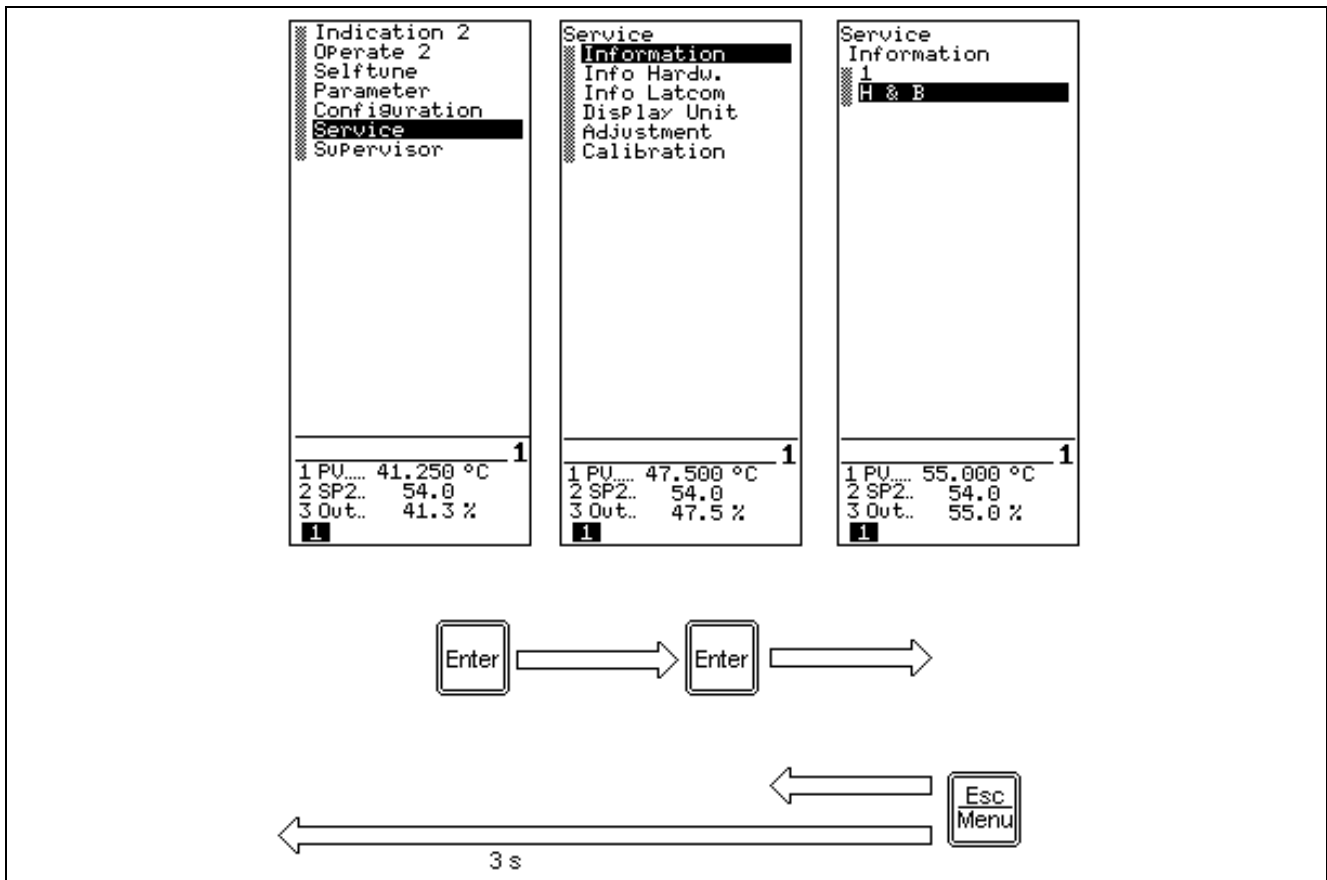 Indication 2
Operate 2
Selftune
Parameter
Configuration
Service
Supervisor
1
1 PV.... 41.250 °C
2 SP2.. 54.0
3 Out.. 41.3 %
1
Service
Information
Info Hardw.
Info Latcom
Display Unit
Adjustment
Calibration
1
1 PV.... 47.500 °C
2 SP2.. 54.0
3 Out.. 47.5 %
1
Service
Information
1
H & B
1
1 PV.... 55.000 °C
2 SP2.. 54.0
3 Out.. 55.0 %
1
Enter
Enter
Esc
Menu
3 s